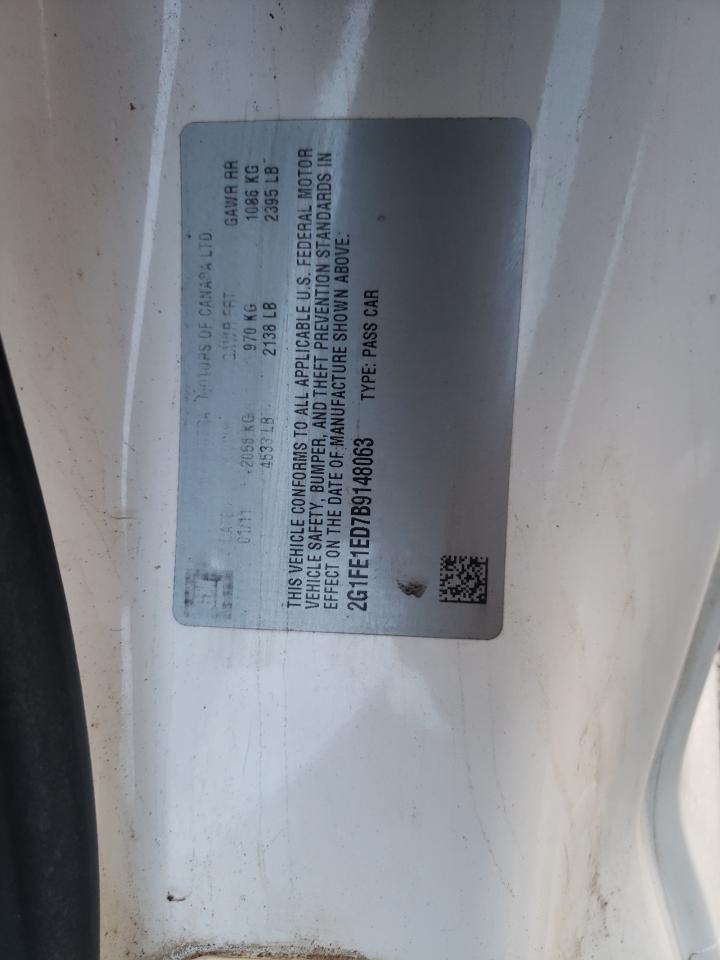 MOTORS OF CANADA LTD
DATE GAWR FRT GAWR RR
01/11 2056 KG 970 KG 1086 KG
4533 LB 2138 LB 2395 LB
THIS VEHICLE CONFORMS TO ALL APPLICABLE U.S. FEDERAL MOTOR
VEHICLE SAFETY, BUMPER, AND THEFT PREVENTION STANDARDS IN
EFFECT ON THE DATE OF MANUFACTURE SHOWN ABOVE.
2G1FE1ED7B9148063 TYPE: PASS CAR